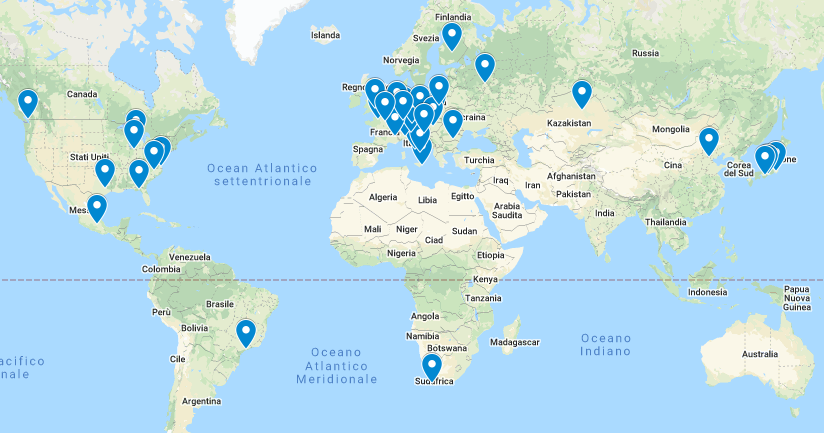 Finlandia
Islanda
Svezia
Norvegia
Russia
Canada
Regno
Kazakistan
Mongolia
Franc
Ita
Spagna
Turchia
Stati Uniti
Cina
Corea
del Sud
Ocean Atlantico
settentrionale
Afghanistan
Iraq
Iran
Pakistan
Algeria
Libia
Egitto
Arabia
Saudita
India
Mes
Mali
Niger
Ciad
Sudan
Thailandia
Nigeria
Etiopia
Venezuela
Colombia
Kenya
Indonesia
Papua
Nuova
Guinea
Tanzania
Perù
Brasile
Angola
Bolivia
Namibia
Madagascar
Botswana
Oceano
Indiano
Oceano
Atlantico
Meridionale
Cile
Australia
acifico
nale
Sudafrica
Argentina